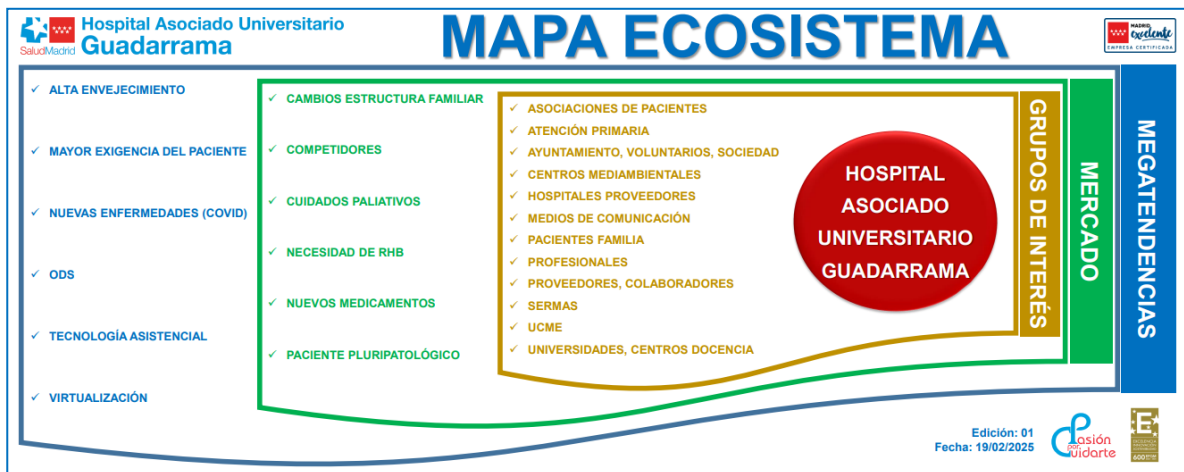 SaludMadrid
Hospital Asociado Universitario
Guadarrama
MAPA ECOSISTEMA
MADRID
excelente
EMPRESA CERTIFICADA
✓ ALTA ENVEJECIMIENTO
✓ MAYOR EXIGENCIA DEL PACIENTE
✓ NUEVAS ENFERMEDADES (COVID)
✓ ODS
✓ TECNOLOGÍA ASISTENCIAL
✓ VIRTUALIZACIÓN
✓ CAMBIOS ESTRUCTURA FAMILIAR
✓ COMPETIDORES
✓ CUIDADOS PALIATIVOS
✓ NECESIDAD DE RHB
✓ NUEVOS MEDICAMENTOS
✓ PACIENTE PLURIPATOLÓGICO
✓ ASOCIACIONES DE PACIENTES
✓ ATENCIÓN PRIMARIA
✓ AYUNTAMIENTO, VOLUNTARIOS, SOCIEDAD
✓ CENTROS MEDIAMBIENTALES
✓ HOSPITALES PROVEEDORES
✓ MEDIOS DE COMUNICACIÓN
✓ PACIENTES FAMILIA
✓ PROFESIONALES
✓ PROVEEDORES, COLABORADORES
✓ SERMAS
✓ UCME
✓ UNIVERSIDADES, CENTROS DOCENCIA
HOSPITAL
ASOCIADO
UNIVERSITARIO
GUADARRAMA
GRUPOS DE INTERÉS
MERCADO
MEGATENDENCIAS
Edición: 01
Fecha: 19/02/2025
Pasión
por
Cuidarte
E
600